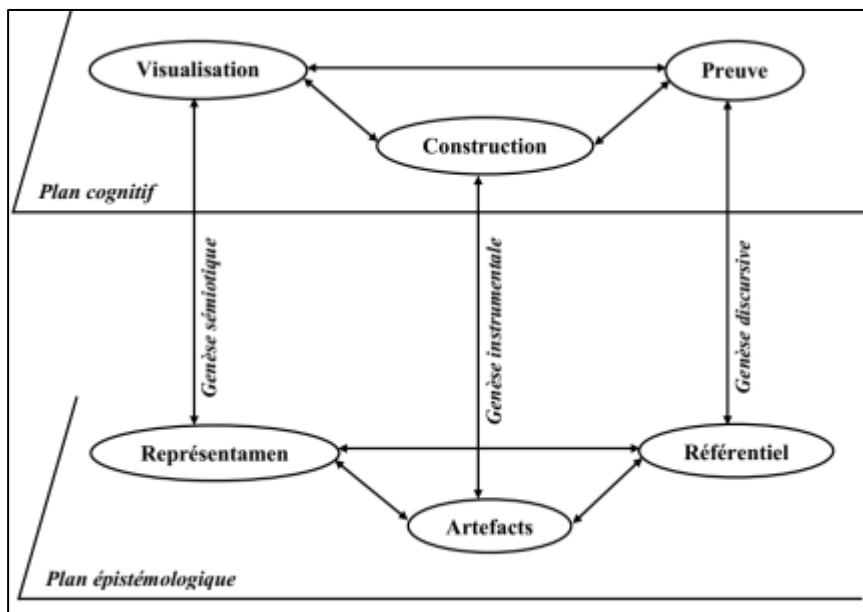 Visualisation
Preuve
Construction
Plan cognitif
Genèse sémiotique
Genèse instrumentale
Genèse discursive
Représentamen
Référentiel
Artefacts
Plan épistémologique